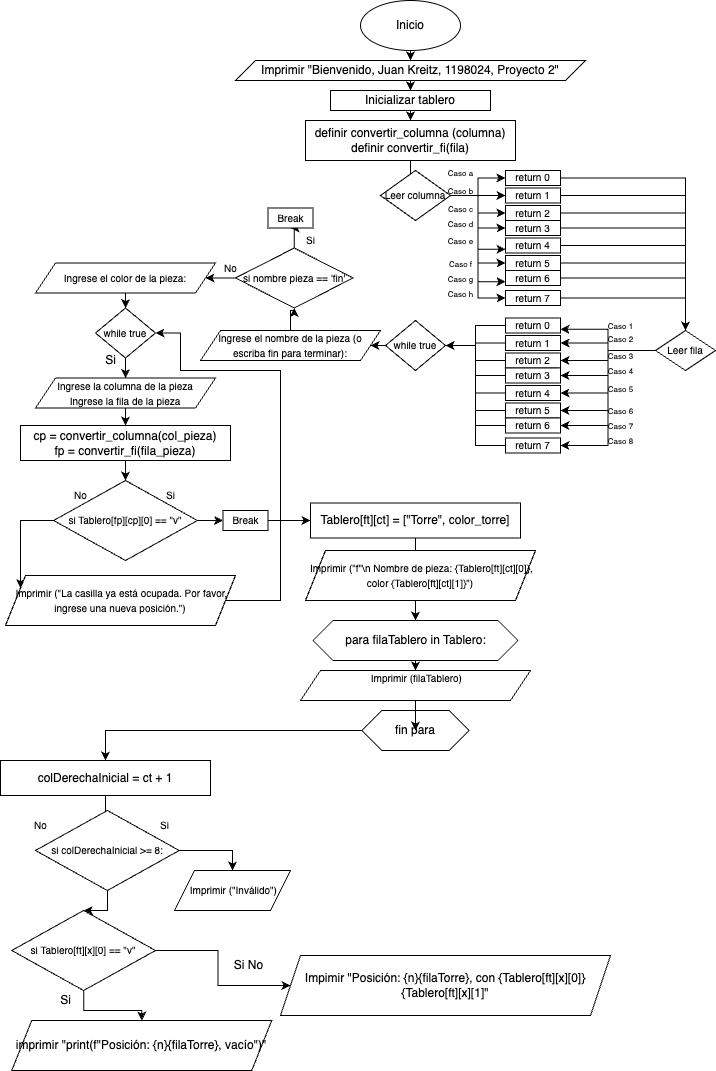 Inicio
Imprimir "Bienvenido, Juan Kreitz, 1198024, Proyecto 2"
Inicializar tablero
definir convertir_columna (columna)
definir convertir_fi(fila)
Leer columna
Caso a
return 0
Caso b
return 1
Caso c
return 2
Caso d
return 3
Caso e
return 4
Caso f
return 5
Caso g
return 6
Caso h
return 7
Leer fila
Caso 1
return 0
Caso 2
return 1
Caso 3
return 2
Caso 4
return 3
Caso 5
return 4
Caso 6
return 5
Caso 7
return 6
Caso 8
return 7
while true
Ingrese el nombre de la pieza (o
escriba fin para terminar):
si nombre pieza == 'fin'
Si
Break
No
Ingrese el color de la pieza:
while true
Si
Ingrese la columna de la pieza
Ingrese la fila de la pieza
cp = convertir_columna(col_pieza)
fp = convertir_fi(fila_pieza)
si Tablero[fp][cp][0] == "v"
No
Si
Imprimir ("La casilla ya está ocupada. Por favor,
ingrese una nueva posición.")
Break
Tablero[ft][ct] = ["Torre", color_torre]
Imprimir ("f"\n Nombre de pieza: {Tablero[ft][ct][0]},
color {Tablero[ft][ct][1]}")
para filaTablero in Tablero:
Imprimir (filaTablero)
fin para
colDerechaInicial = ct + 1
si colDerechaInicial >= 8:
No
Si
Imprimir ("Inválido")
si Tablero[ft][x][0] == "v"
Si No
Impimir "Posición: {n}{filaTorre}, con {Tablero[ft][x][0]}
{Tablero[ft][x][1]"
Si
imprimir "print(f"Posición: {n}{filaTorre}, vacío")"